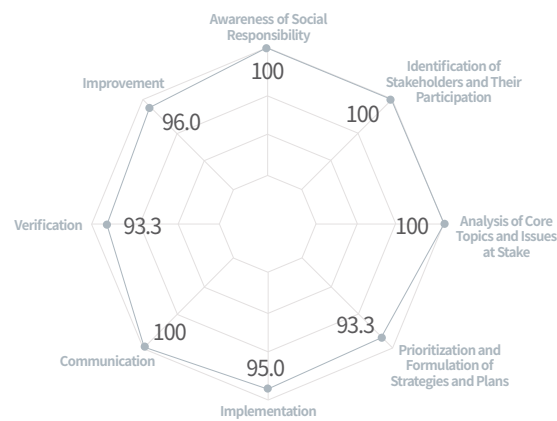 Awareness of Social
Responsibility
100
Identification of
Stakeholders and Their
Participation
100
Analysis of Core
Topics and Issues
at Stake
100
Prioritization and
Formulation of
Strategies and Plans
93.3
Implementation
95.0
Communication
100
Verification
93.3
Improvement
96.0